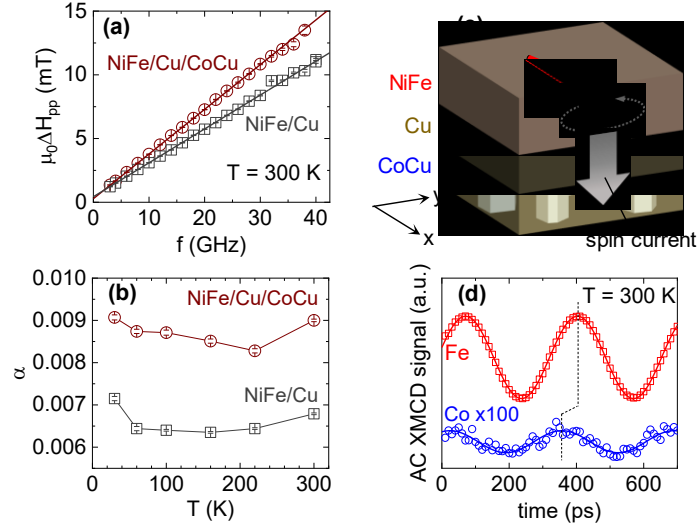 (a)
15
10
5
0
μ₀ΔHpp (mT)
NiFe/Cu/CoCu
NiFe/Cu
T = 300 K
0 10 20 30 40
f (GHz)
NiFe
Cu
CoCu
y
x
spin current
(b)
0.010
0.009
0.008
0.007
0.006
α
NiFe/Cu/CoCu
NiFe/Cu
0 100 200 300
T (K)
(d)
T = 300 K
AC XMCD signal (a.u.)
Fe
Co x100
0 200 400 600
time (ps)